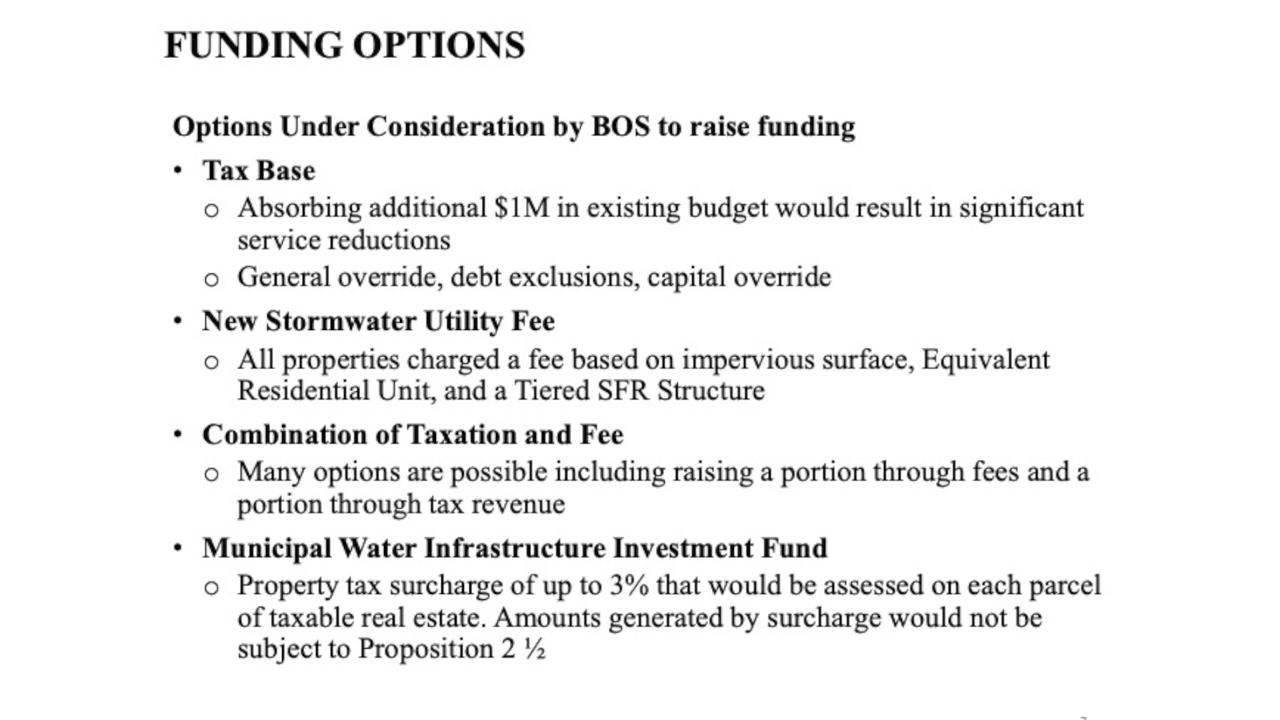 FUNDING OPTIONS
Options Under Consideration by BOS to raise funding
• Tax Base
o Absorbing additional $1M in existing budget would result in significant
service reductions
o General override, debt exclusions, capital override
• New Stormwater Utility Fee
o All properties charged a fee based on impervious surface, Equivalent
Residential Unit, and a Tiered SFR Structure
• Combination of Taxation and Fee
o Many options are possible including raising a portion through fees and a
portion through tax revenue
• Municipal Water Infrastructure Investment Fund
o Property tax surcharge of up to 3% that would be assessed on each parcel
of taxable real estate. Amounts generated by surcharge would not be
subject to Proposition 2 ½